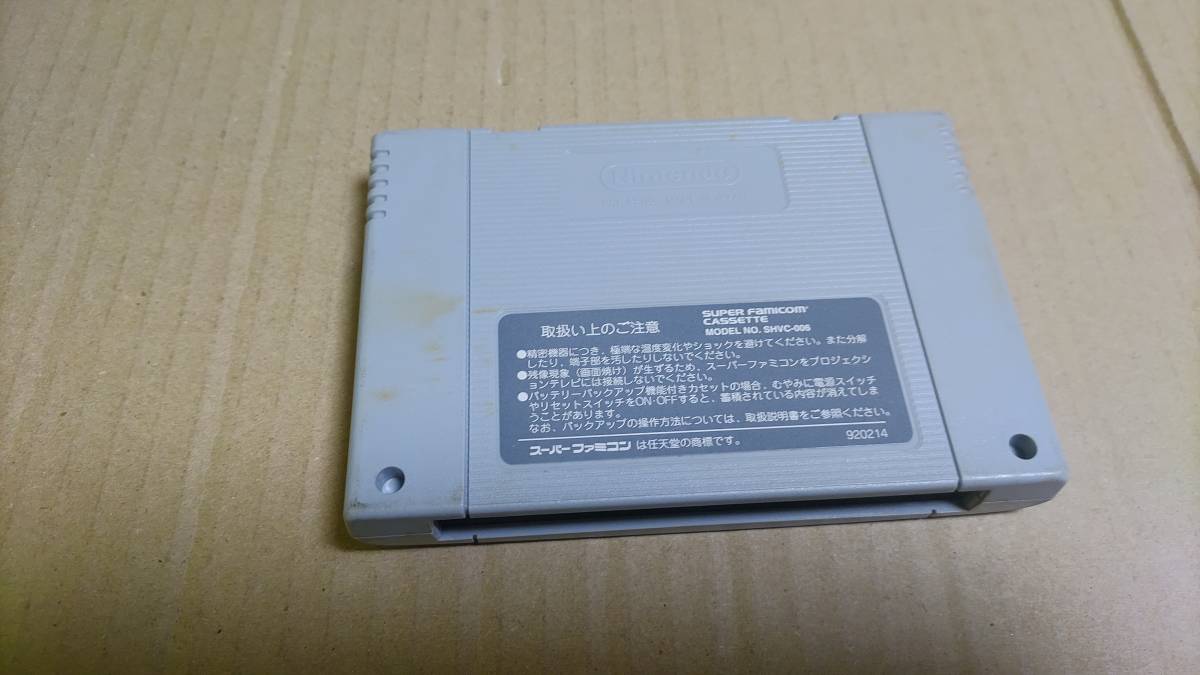 Nintendo
SUPER Famicom
CASSETTE
取扱い上のご注意
MODEL NO. SHVC-006
●精密機器につき、極端な温度変化やショックを避けてください。また分解
したり、端子部を汚したりしないでください。
●残像現象(画面焼け)が生ずるため、スーパーファミコンをプロジェクシ
ョンテレビには接続しないでください。
●バッテリーバックアップ機能付きカセットの場合、むやみに電源スイッチ
やリセットスイッチをON・OFFすると、蓄積されている内容が消えてしま
うことがあります。
なお、バックアップの操作方法については、取扱説明書をご参照ください。
スーパーファミコン は任天堂の商標です。
920214